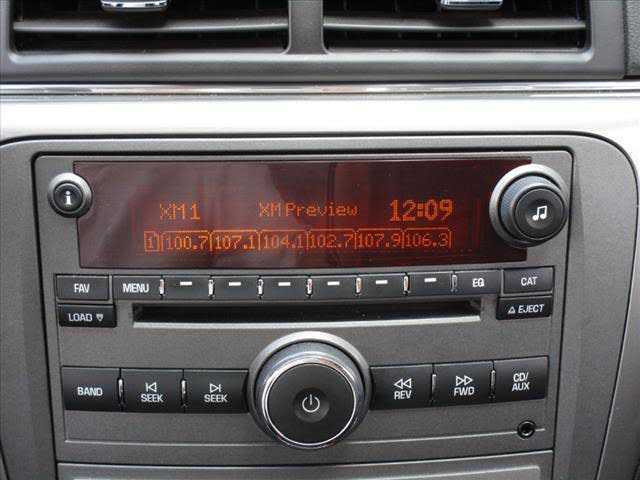 i
XM1 XM Preview 12:09
1 100.7 107.1 104.1 102.7 107.9 106.3
FAV MENU EQ CAT
LOAD EJECT
BAND SEEK SEEK REV FWD CD/
AUX